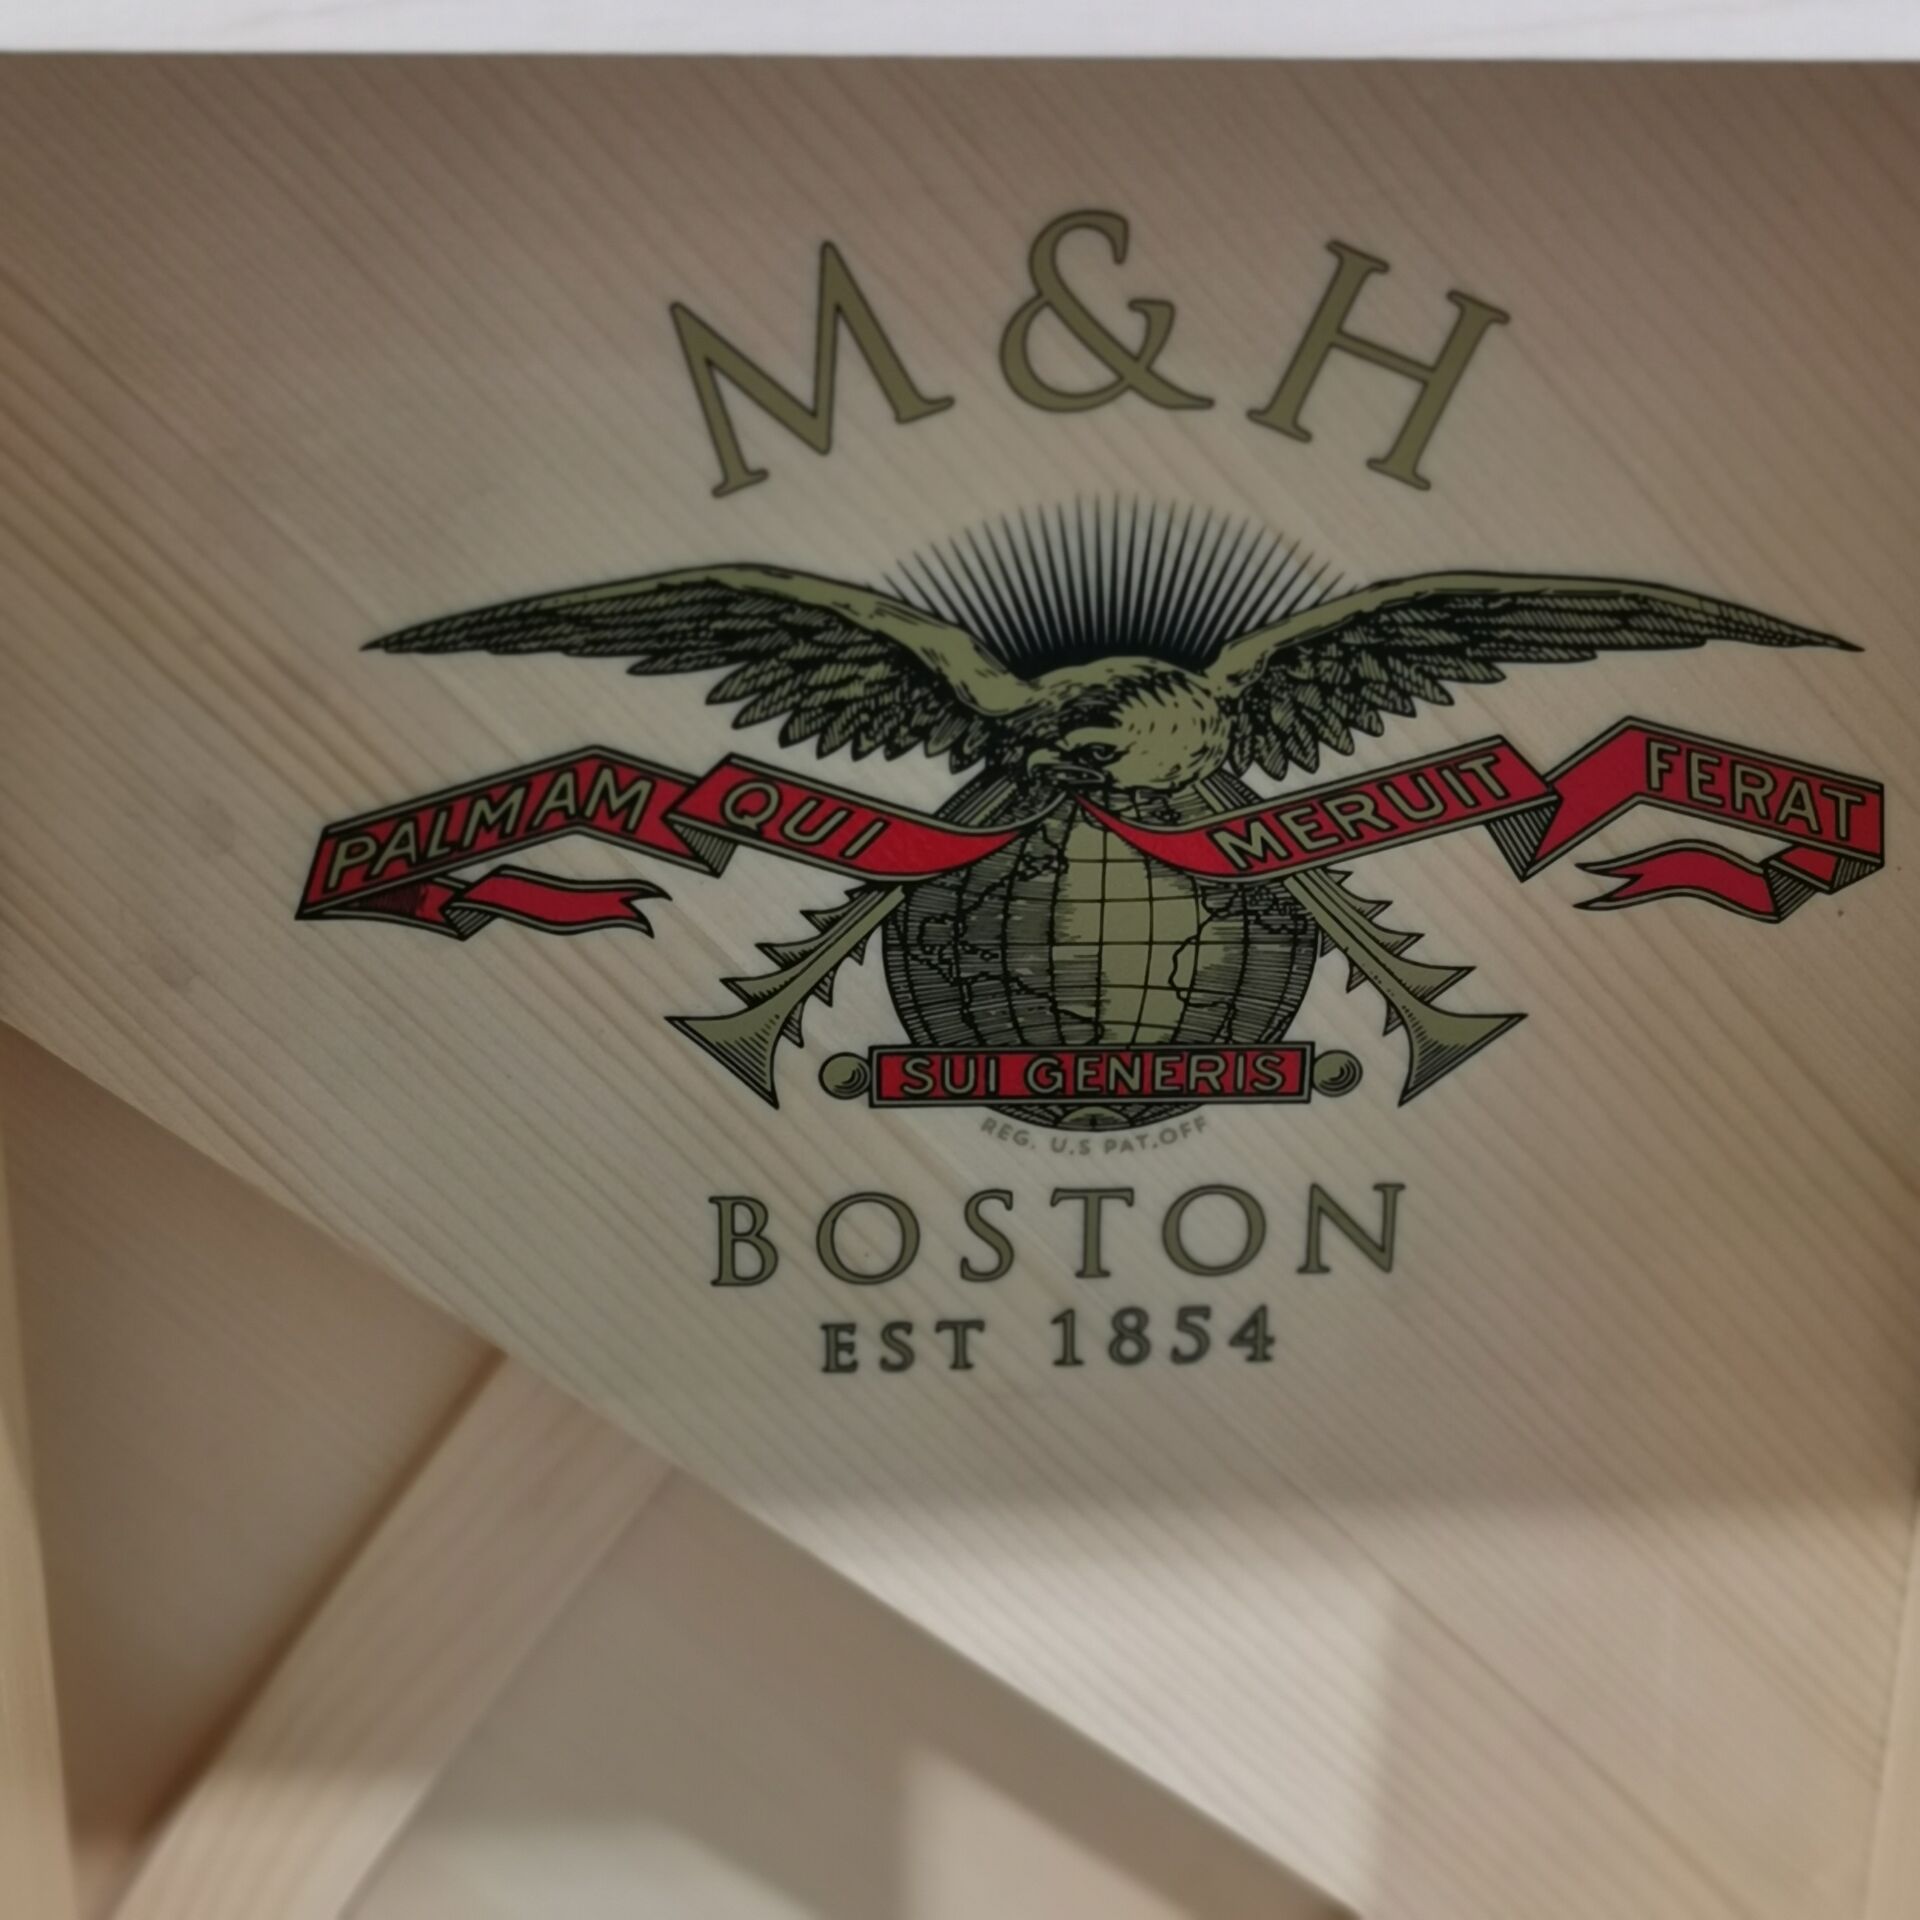 M & H
PALMAM QUI MERUIT FERAT
SUI GENERIS
REG. U.S PAT.OFF
BOSTON
EST 1854